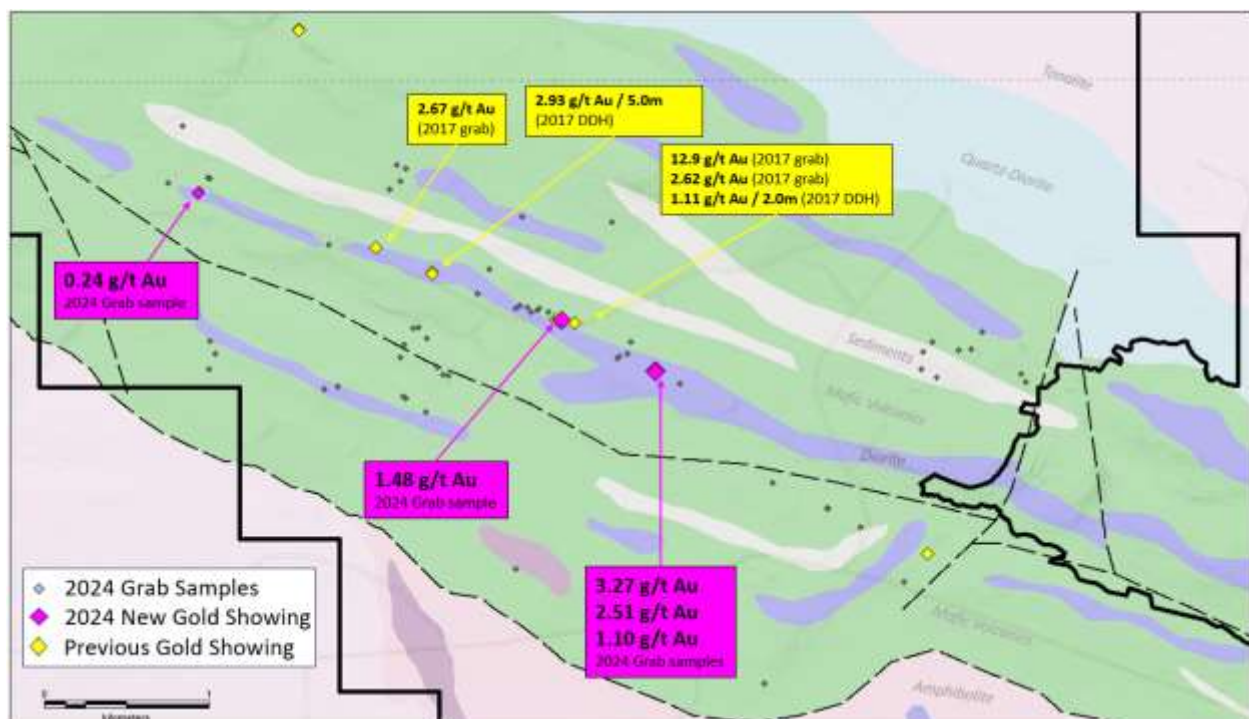 Tonalite
2.67 g/t Au
(2017 grab)
2.93 g/t Au / 5.0m
(2017 DDH)
Quartz-Diorite
12.9 g/t Au (2017 grab)
2.62 g/t Au (2017 grab)
1.11 g/t Au / 2.0m (2017 DDH)
0.24 g/t Au
2024 Grab sample
Sediments
Mafic Volcanics
Diorite
1.48 g/t Au
2024 Grab sample
3.27 g/t Au
2.51 g/t Au
1.10 g/t Au
2024 Grab samples
Mafic Volcanics
Amphibolite
2024 Grab Samples
2024 New Gold Showing
Previous Gold Showing
0 1
kilometers